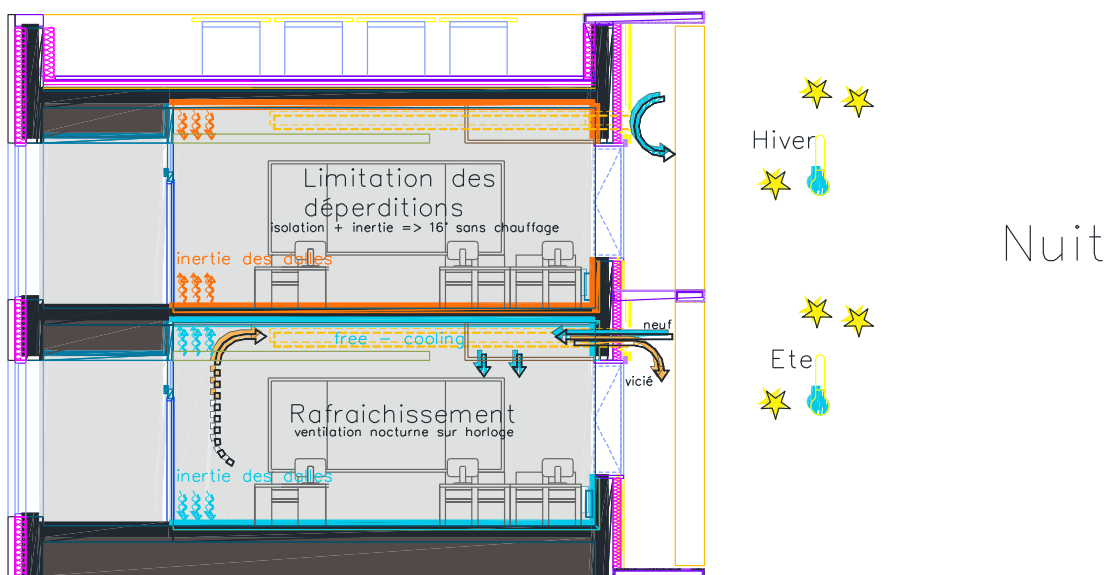 Hiver
Limitation des
déperditions
isolation + inertie => 16° sans chauffage
Nuit
inertie des dalles
neuf
free - cooling
Ete
vicié
Rafraichissement
ventilation nocturne sur horloge
inertie des dalles